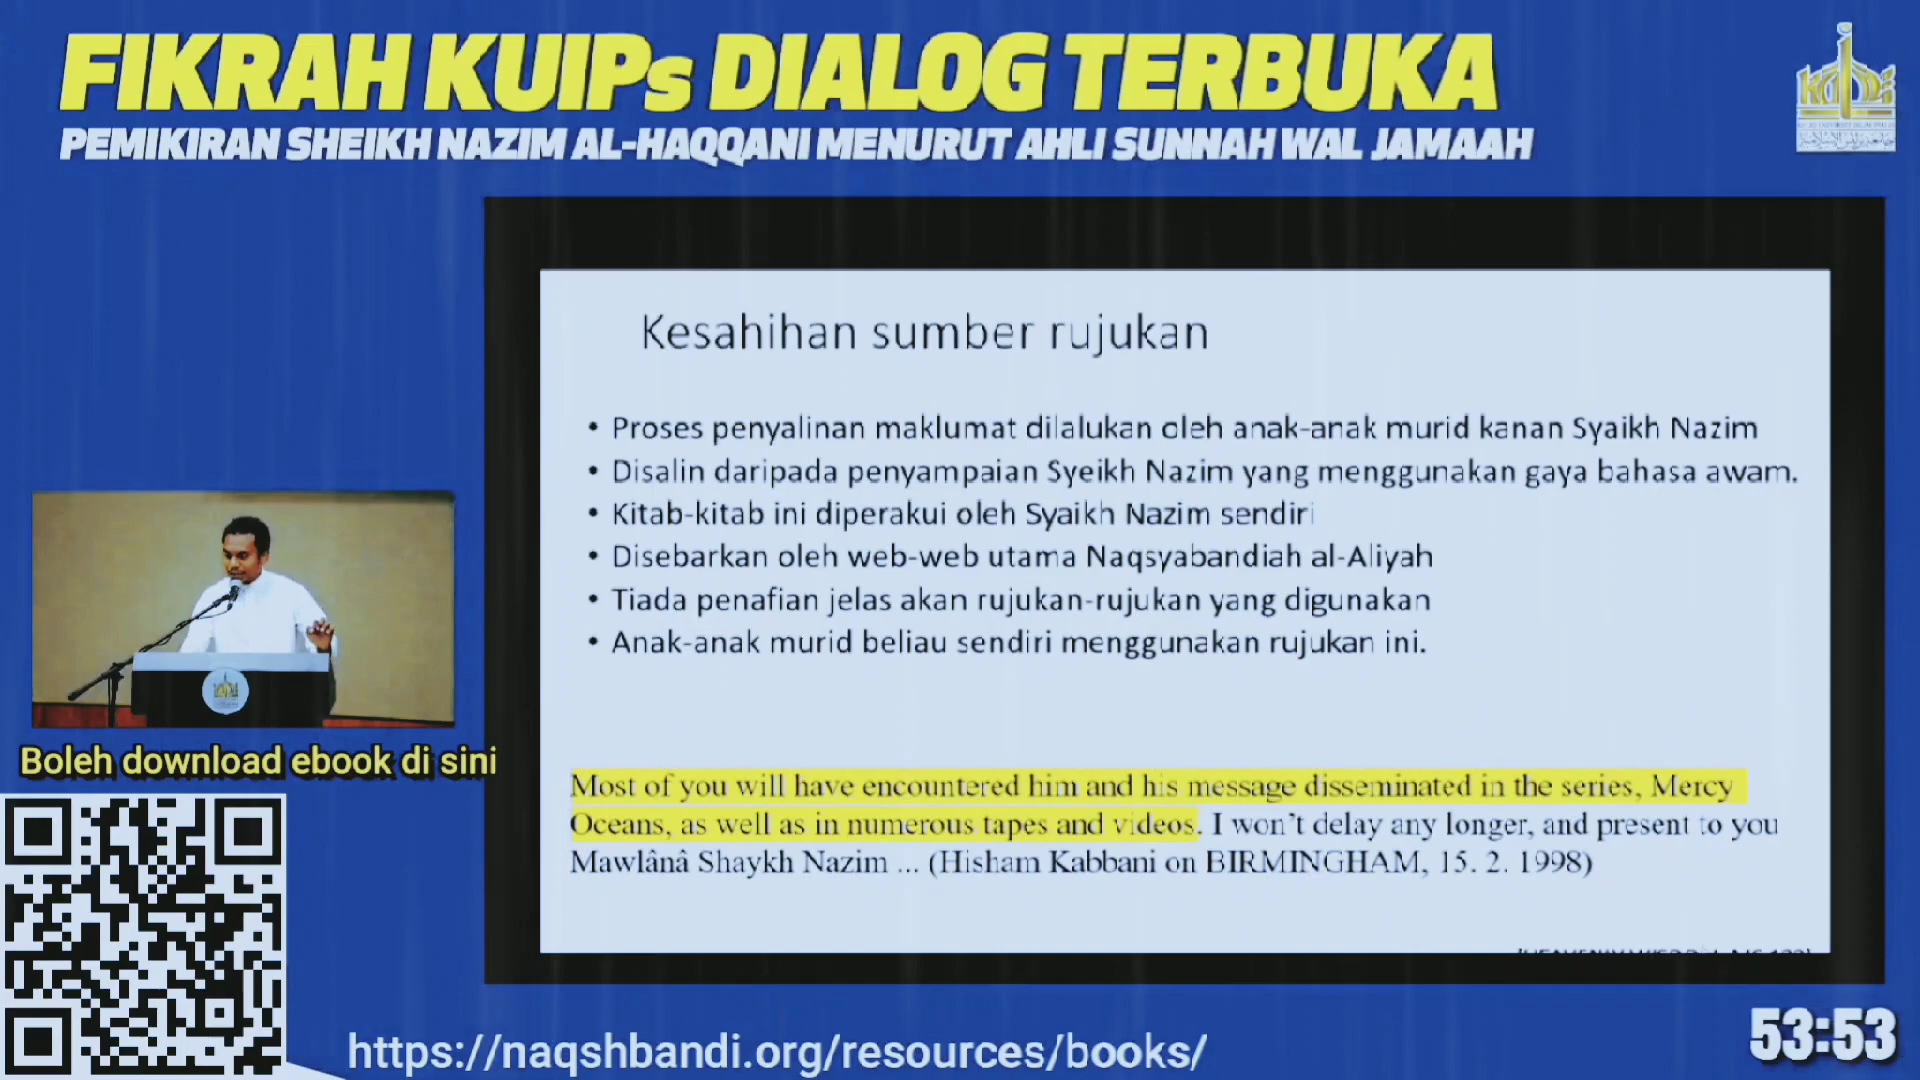 FIKRAH KUIPs DIALOG TERBUKA
PEMIKIRAN SHEIKH NAZIM AL-HAQQANI MENURUT AHLI SUNNAH WAL JAMAAH
Kesahihan sumber rujukan
• Proses penyalinan maklumat dilalukan oleh anak-anak murid kanan Syaikh Nazim
• Disalin daripada penyampaian Syeikh Nazim yang menggunakan gaya bahasa awam.
• Kitab-kitab ini diperakui oleh Syaikh Nazim sendiri
• Disebarkan oleh web-web utama Naqsyabandiah al-Aliyah
• Tiada penafian jelas akan rujukan-rujukan yang digunakan
• Anak-anak murid beliau sendiri menggunakan rujukan ini.
Most of you will have encountered him and his message disseminated in the series, Mercy
Oceans, as well as in numerous tapes and videos. I won't delay any longer, and present to you
Mawlânâ Shaykh Nazim ... (Hisham Kabbani on BIRMINGHAM, 15. 2. 1998)
Boleh download ebook di sini
https://naqshbandi.org/resources/books/
53:53